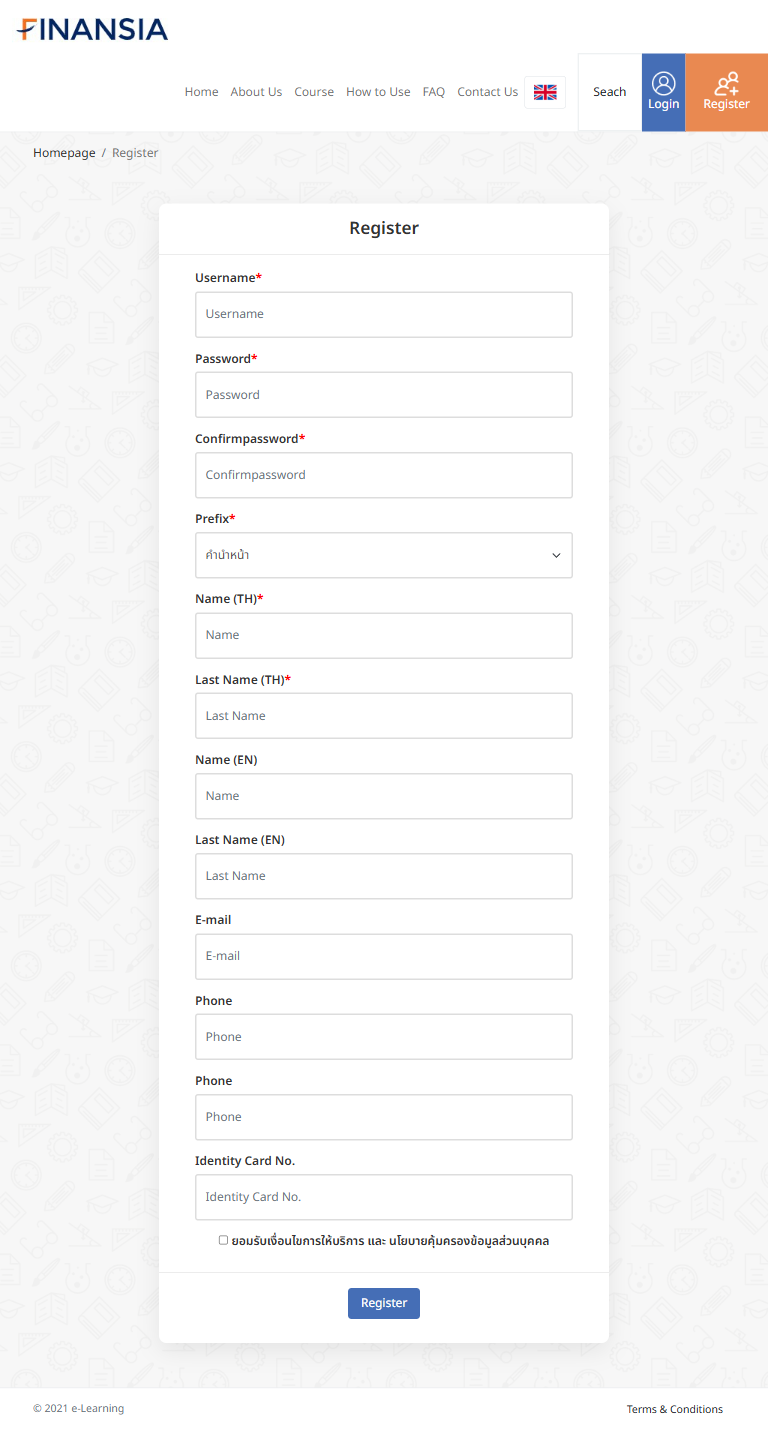 FINANSIA
Home About Us Course How to Use FAQ Contact Us Seach Login Register
Homepage / Register
Register
Username*
Username
Password*
Password
Confirmpassword*
Confirmpassword
Prefix*
คำนำหน้า
Name (TH)*
Name
Last Name (TH)*
Last Name
Name (EN)
Name
Last Name (EN)
Last Name
E-mail
E-mail
Phone
Phone
Phone
Phone
Identity Card No.
Identity Card No.
ยอมรับเงื่อนไขการให้บริการ และ นโยบายคุ้มครองข้อมูลส่วนบุคคล
Register
© 2021 e-Learning Terms & Conditions